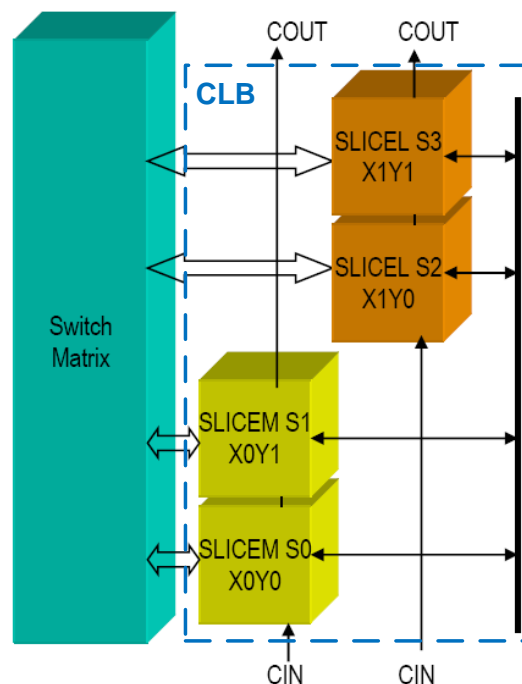 COUT
COUT
CLB
SLICEL S3
X1Y1
SLICEL S2
X1Y0
Switch
Matrix
SLICEM S1
X0Y1
SLICEM S0
X0Y0
CIN
CIN